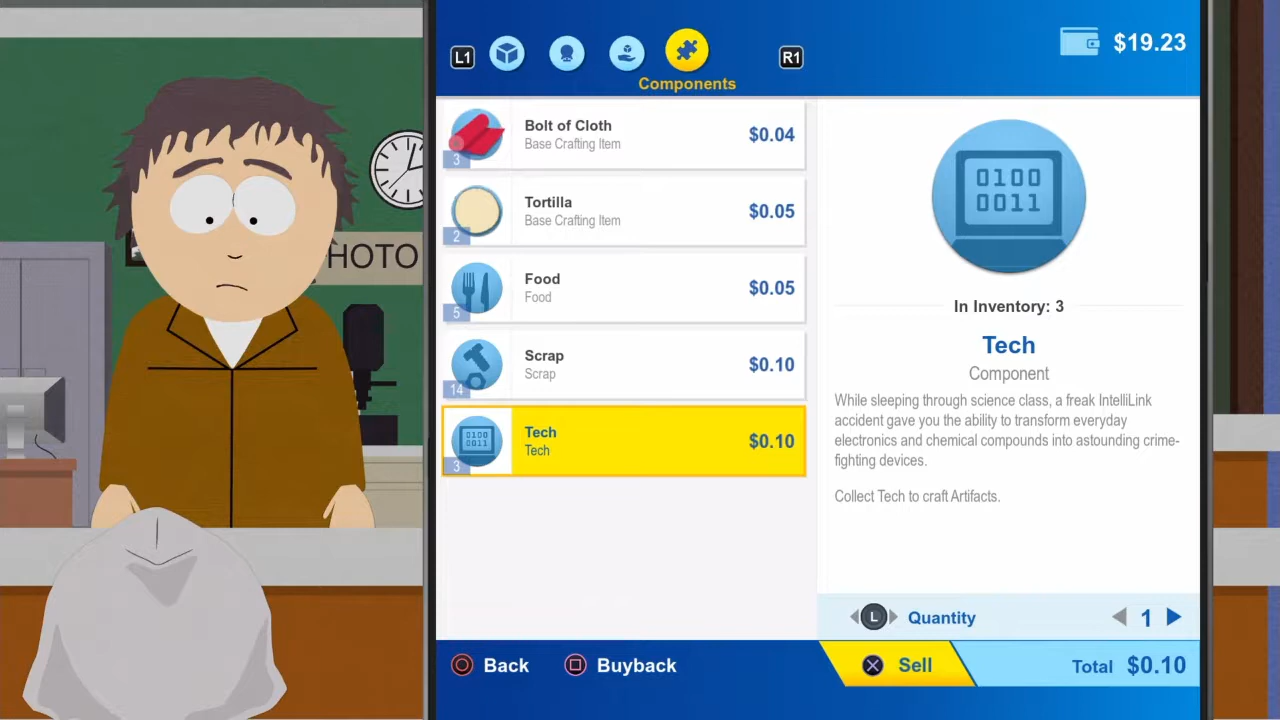 L1
R1
Components
$19.23
HOTO
3
Bolt of Cloth
Base Crafting Item
$0.04
2
Tortilla
Base Crafting Item
$0.05
5
Food
Food
$0.05
14
Scrap
Scrap
$0.10
0100
0011
3
Tech
Tech
$0.10
0100
0011
In Inventory: 3
Tech
Component
While sleeping through science class, a freak IntelliLink
accident gave you the ability to transform everyday
electronics and chemical compounds into astounding crime-
fighting devices.
Collect Tech to craft Artifacts.
L Quantity 1
Back
Buyback
Sell
Total $0.10